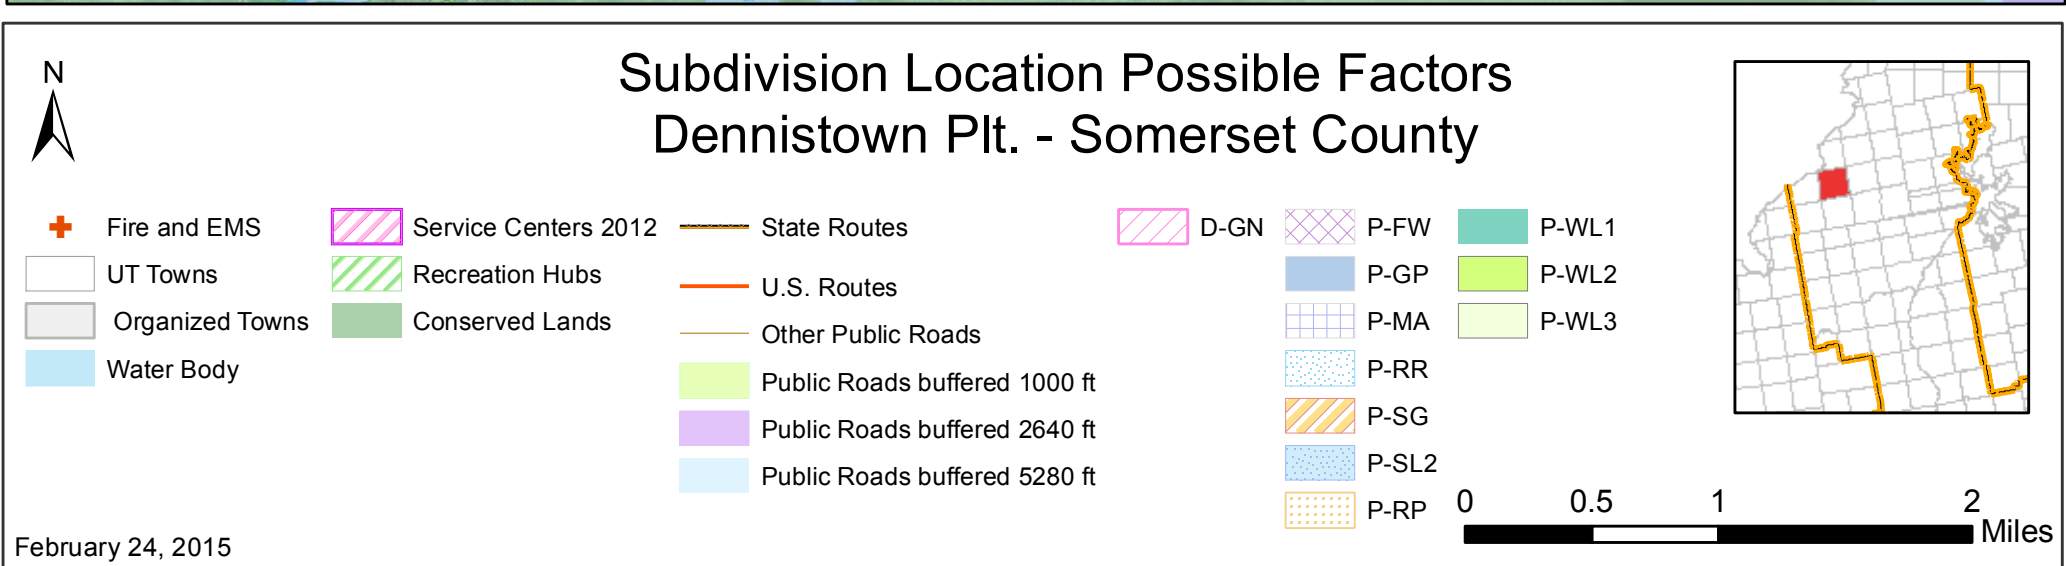 N
Subdivision Location Possible Factors
Dennistown Plt. - Somerset County
Fire and EMS
UT Towns
Organized Towns
Water Body
Service Centers 2012
Recreation Hubs
Conserved Lands
State Routes
U.S. Routes
Other Public Roads
Public Roads buffered 1000 ft
Public Roads buffered 2640 ft
Public Roads buffered 5280 ft
D-GN
P-FW
P-GP
P-MA
P-RR
P-SG
P-SL2
P-RP
P-WL1
P-WL2
P-WL3
0 0.5 1 2
Miles
February 24, 2015